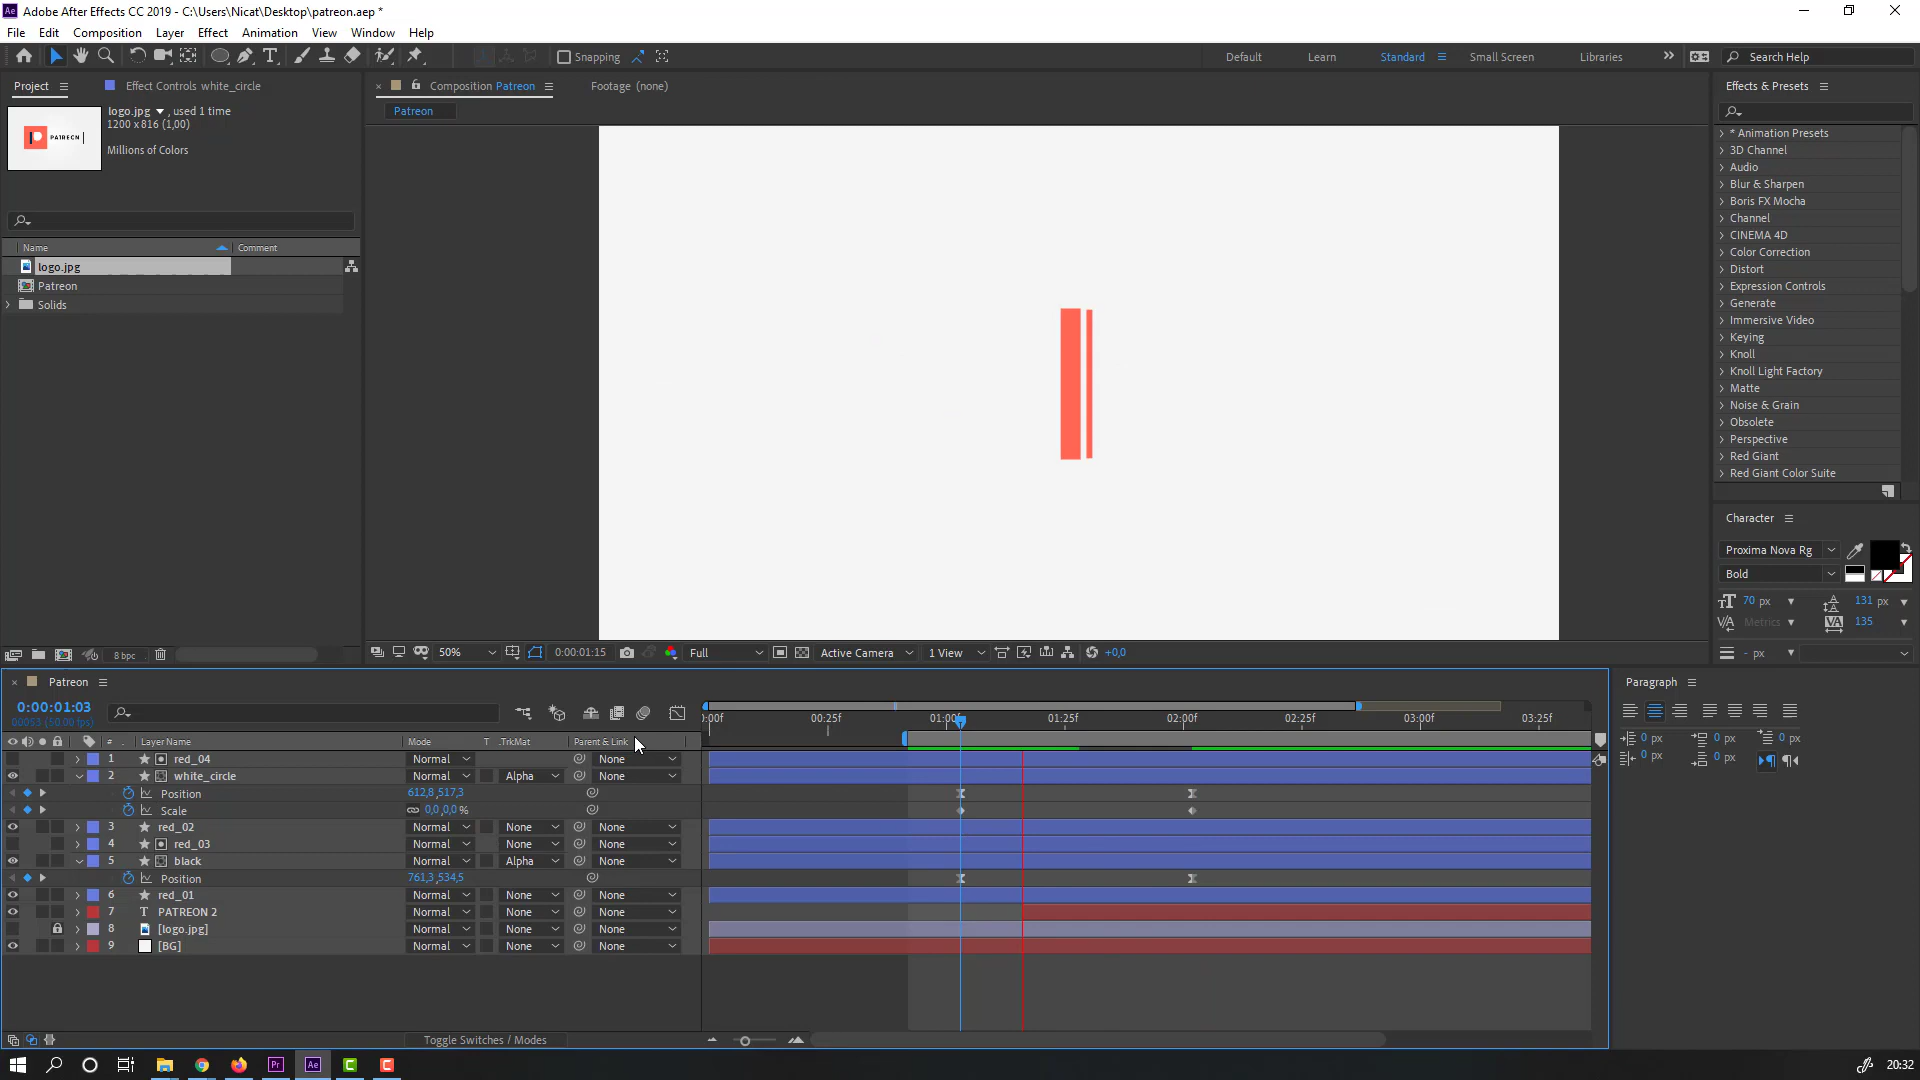 Adobe After Effects CC 2019 - C:\Users\Nicat\Desktop\patreon.aep *
File Edit Composition Layer Effect Animation View Window Help
Snapping Default Learn Standard Small Screen Libraries Search Help
Project Effect Controls white_circle
Composition Patreon Footage (none)
Effects & Presets
logo.jpg , used 1 time
1200 x 816 (1,00)
Millions of Colors
PATREON
Patreon
Name Comment
logo.jpg
Patreon
Solids
* Animation Presets
3D Channel
Audio
Blur & Sharpen
Boris FX Mocha
Channel
CINEMA 4D
Color Correction
Distort
Expression Controls
Generate
Immersive Video
Keying
Knoll
Knoll Light Factory
Matte
Noise & Grain
Obsolete
Perspective
Red Giant
Red Giant Color Suite
Character
Proxima Nova Rg
Bold
70 px 131 px
Metrics 135
- px
8 bpc
50% 0:00:01:15 Full Active Camera 1 View +0,0
Patreon
0:00:01:03
00053 (50.00 fps)
:00f 00:25f 01:00f 01:25f 02:00f 02:25f 03:00f 03:25f
# Layer Name Mode T .TrkMat Parent & Link
1 red_04 Normal None
2 white_circle Normal Alpha None
Position 612,8,517,3
Scale 0,0,0,0 %
3 red_02 Normal None None
4 red_03 Normal None None
5 black Normal Alpha None
Position 761,3,534,5
6 red_01 Normal None None
7 T PATREON 2 Normal None None
8 [logo.jpg] Normal None None
9 [BG] Normal None None
Toggle Switches / Modes
Paragraph
0 px 0 px 0 px
0 px 0 px
Pr Ae C C
20:32